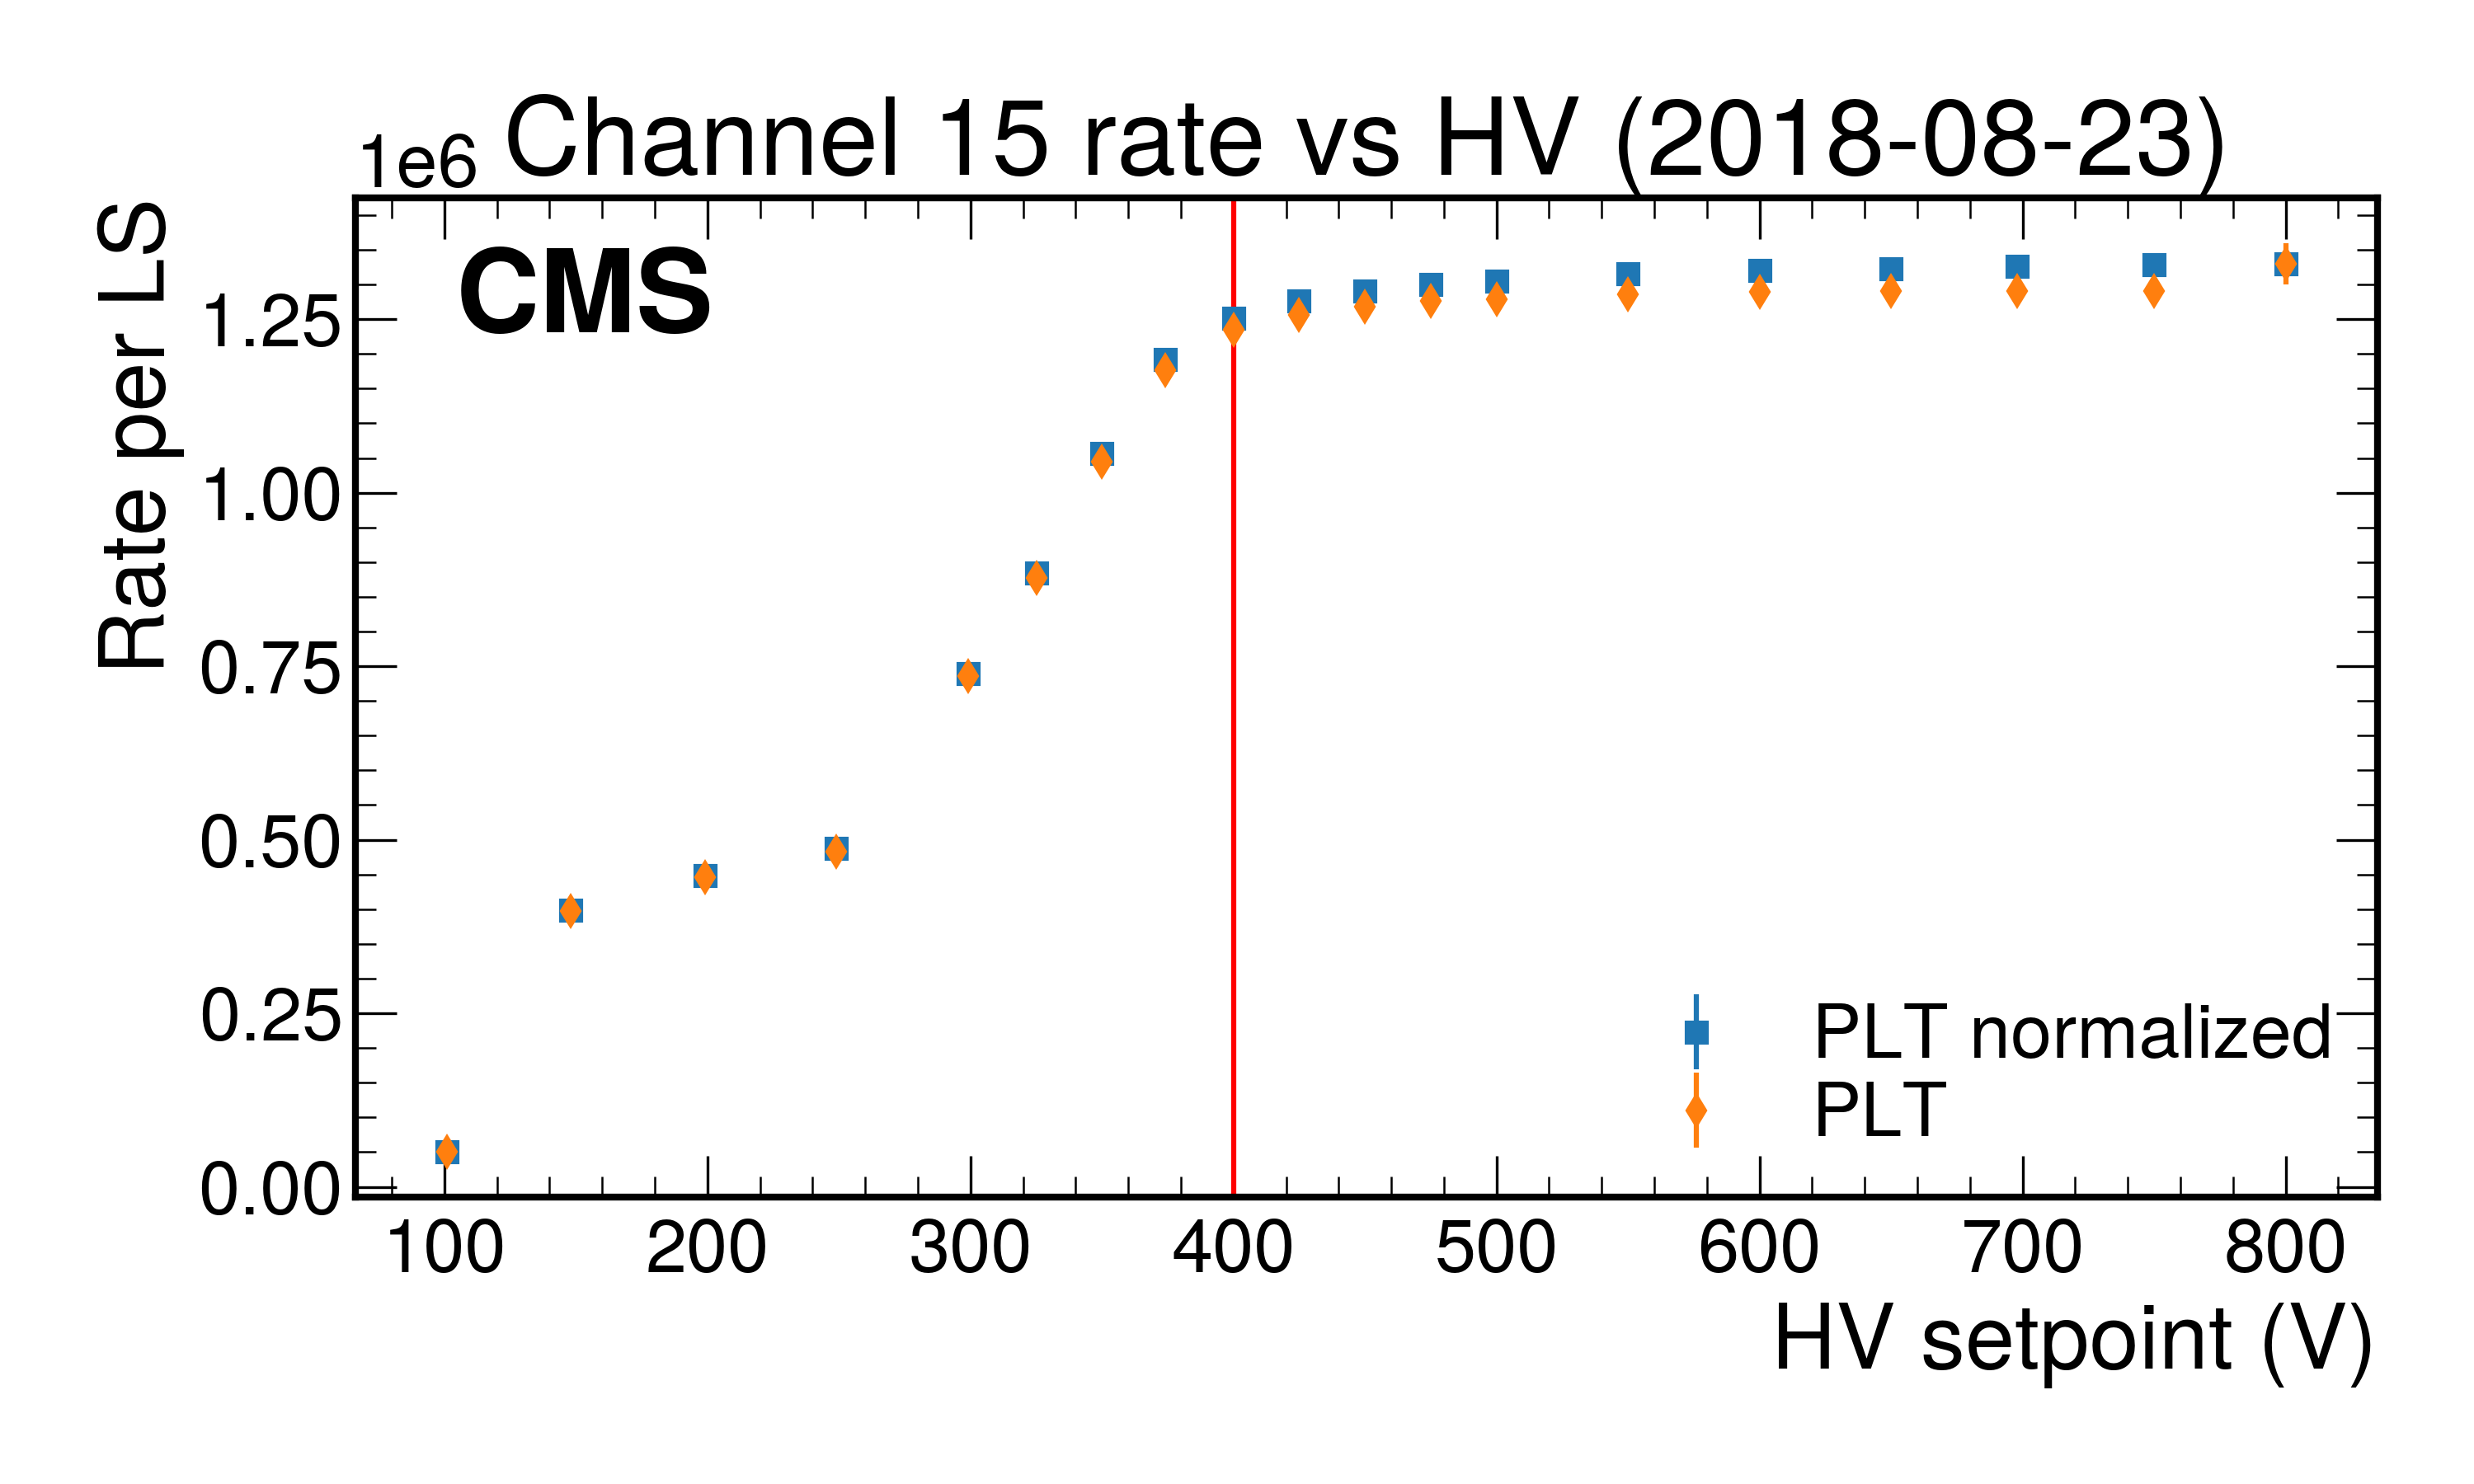 Channel 15 rate vs HV (2018-08-23)
1e6
CMS
Rate per LS
1.25
1.00
0.75
0.50
0.25
0.00
PLT normalized
PLT
100 200 300 400 500 600 700 800
HV setpoint (V)